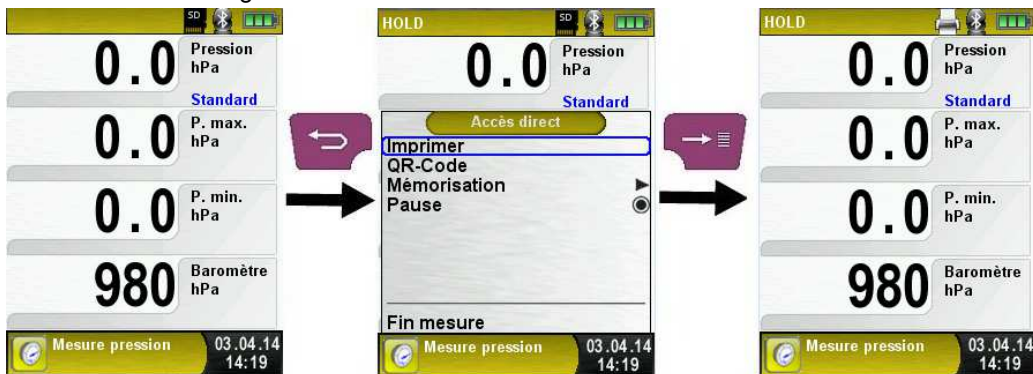 SD
0.0 Pression
hPa
Standard
0.0 P. max.
hPa
0.0 P. min.
hPa
980 Baromètre
hPa
Mesure pression 03.04.14
14:19
HOLD SD
0.0 Pression
hPa
Standard
Accès direct
Imprimer
QR-Code
Mémorisation
Pause
Fin mesure
Mesure pression 03.04.14
14:19
HOLD
0.0 Pression
hPa
Standard
0.0 P. max.
hPa
0.0 P. min.
hPa
980 Baromètre
hPa
Mesure pression 03.04.14
14:19